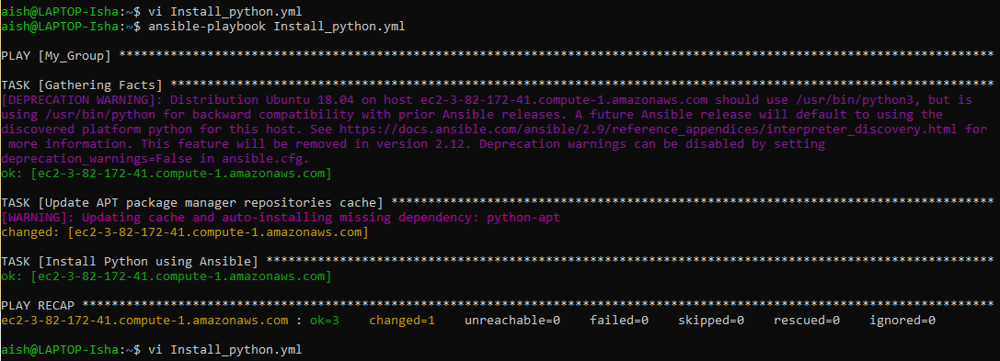 aish@LAPTOP-Isha:~$ vi Install_python.yml
aish@LAPTOP-Isha:~$ ansible-playbook Install_python.yml
PLAY [My_Group] ************************************************************************************************************************
TASK [Gathering Facts] *****************************************************************************************************************
[DEPRECATION WARNING]: Distribution Ubuntu 18.04 on host ec2-3-82-172-41.compute-1.amazonaws.com should use /usr/bin/python3, but is
using /usr/bin/python for backward compatibility with prior Ansible releases. A future Ansible release will default to using the
discovered platform python for this host. See https://docs.ansible.com/ansible/2.9/reference_appendices/interpreter_discovery.html for
 more information. This feature will be removed in version 2.12. Deprecation warnings can be disabled by setting
deprecation_warnings=False in ansible.cfg.
ok: [ec2-3-82-172-41.compute-1.amazonaws.com]
TASK [Update APT package manager repositories cache] ***********************************************************************************
[WARNING]: Updating cache and auto-installing missing dependency: python-apt
changed: [ec2-3-82-172-41.compute-1.amazonaws.com]
TASK [Install Python using Ansible] ****************************************************************************************************
ok: [ec2-3-82-172-41.compute-1.amazonaws.com]
PLAY RECAP *****************************************************************************************************************************
ec2-3-82-172-41.compute-1.amazonaws.com : ok=3    changed=1    unreachable=0    failed=0    skipped=0    rescued=0    ignored=0
aish@LAPTOP-Isha:~$ vi Install_python.yml